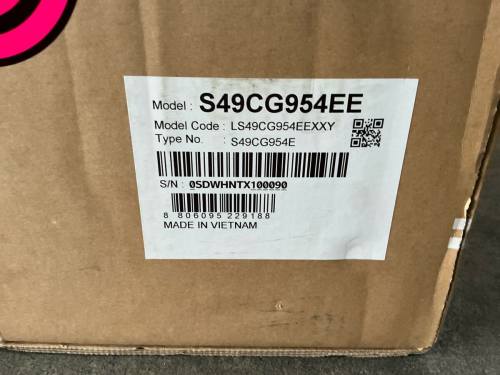 Model : S49CG954EE
Model Code : LS49CG954EEXXY
Type No. : S49CG954E
S/N : 0SDWHNTX100090
8 806095 229188
MADE IN VIETNAM